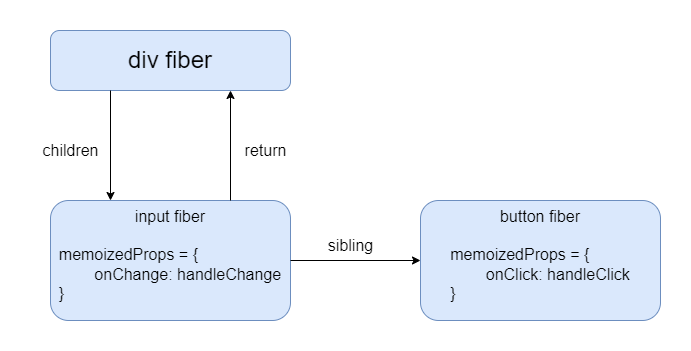 div fiber
children
return
input fiber
memoizedProps = {
onChange: handleChange
}
sibling
button fiber
memoizedProps = {
onClick: handleClick
}